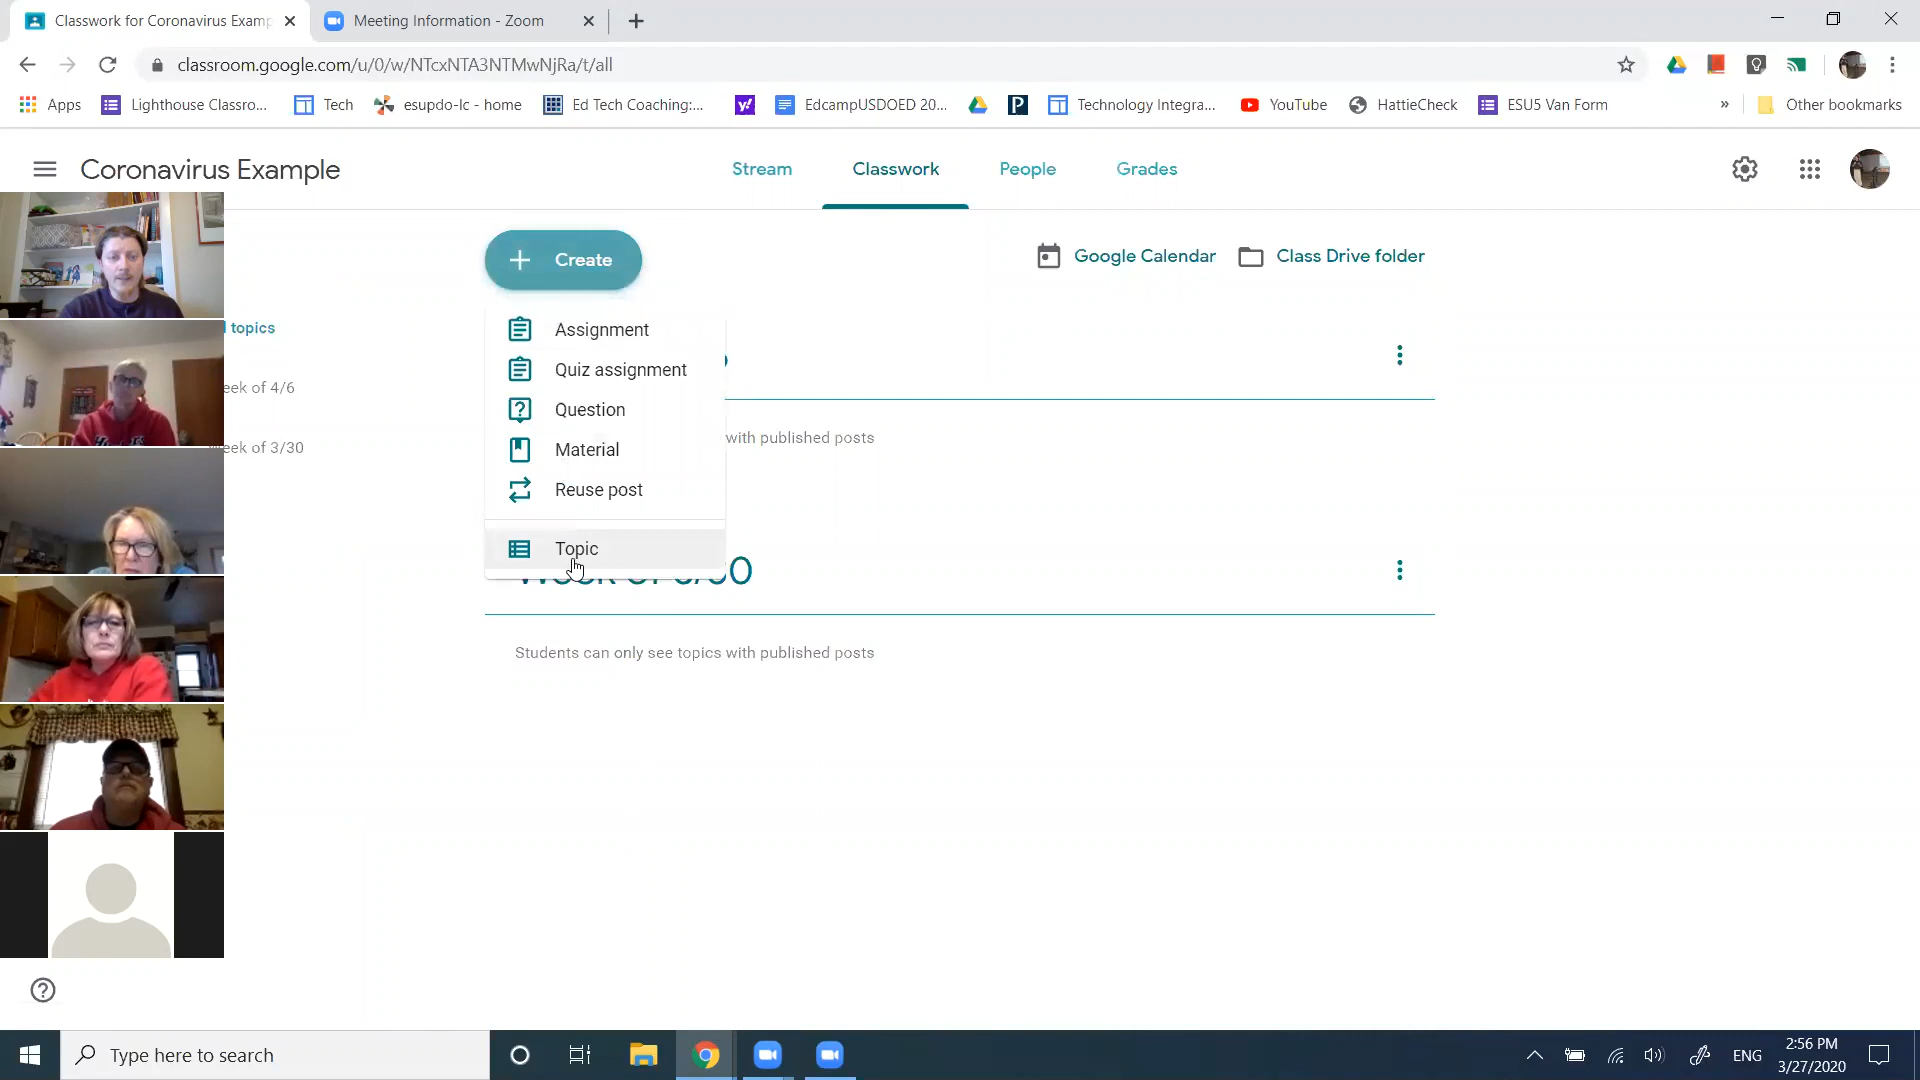 Classwork for Coronavirus Examp
Meeting Information - Zoom
classroom.google.com/u/0/w/NTcxNTA3NTMwNjRa/t/all
Apps
Lighthouse Classro...
Tech
esupdo-lc - home
Ed Tech Coaching:...
EdcampUSDOED 20...
Technology Integra...
YouTube
HattieCheck
ESU5 Van Form
»
Other bookmarks
Coronavirus Example
Stream
Classwork
People
Grades
Create
Google Calendar
Class Drive folder
topics
eek of 4/6
eek of 3/30
Assignment
Quiz assignment
Question
Material
Reuse post
Topic
with published posts
Week of 3/30
Students can only see topics with published posts
Type here to search
ENG
2:56 PM
3/27/2020